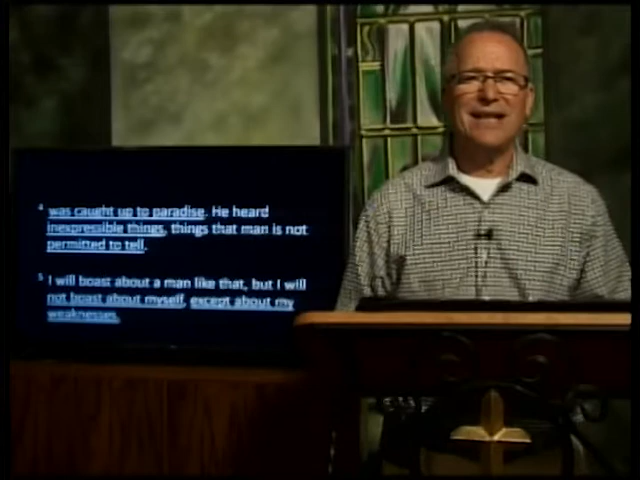 4 was caught up to paradise. He heard
inexpressible things, things that man is not
permitted to tell.
5 I will boast about a man like that, but I will
not boast about myself, except about my
weaknesses.